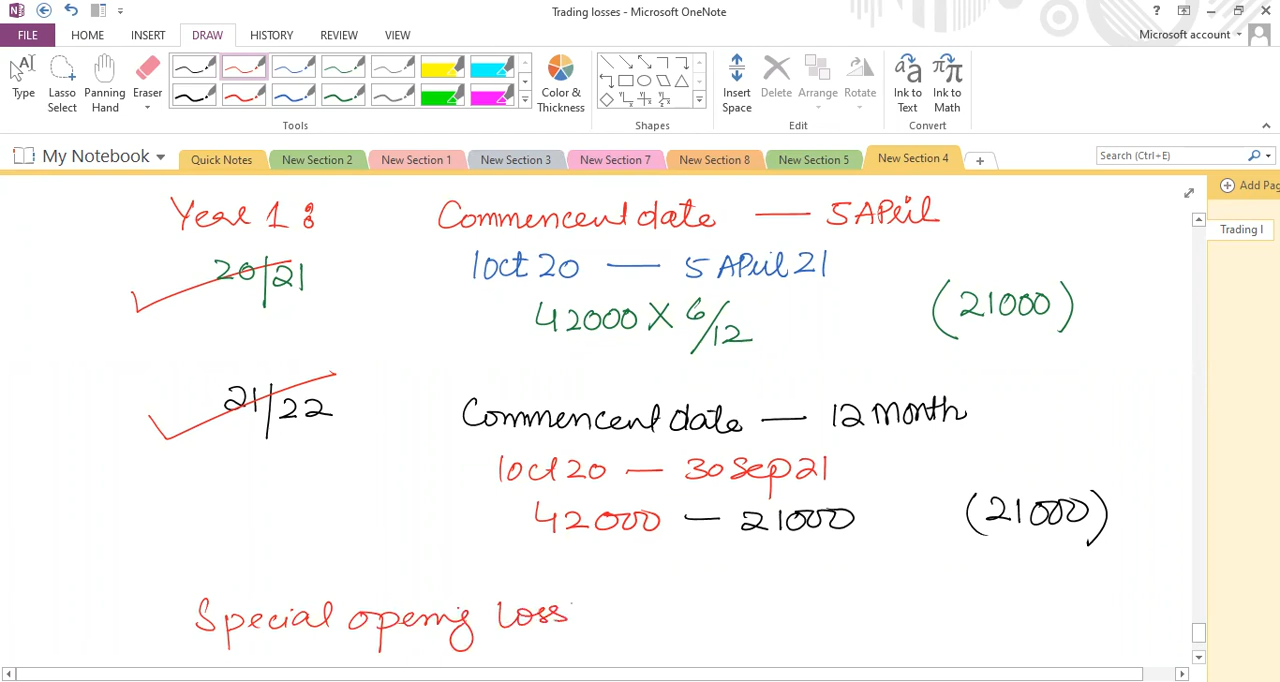 Trading losses - Microsoft OneNote
Microsoft account
FILE HOME INSERT DRAW HISTORY REVIEW VIEW
Type Lasso Select Panning Hand Eraser Color & Thickness Insert Space Delete Arrange Rotate Ink to Text Ink to Math
Tools Shapes Edit Convert
My Notebook Quick Notes New Section 2 New Section 1 New Section 3 New Section 7 New Section 8 New Section 5 New Section 4 Search (Ctrl+E)
Add Pag
Trading l
Year 1 : Commencent date — 5 APril
20/21 1 Oct 20 — 5 APril 21
42000 X 6/12 (21000)
21/22 Commencent date — 12 month
1 Oct 20 — 30 Sep 21
42000 — 21000 (21000)
Special opening loss